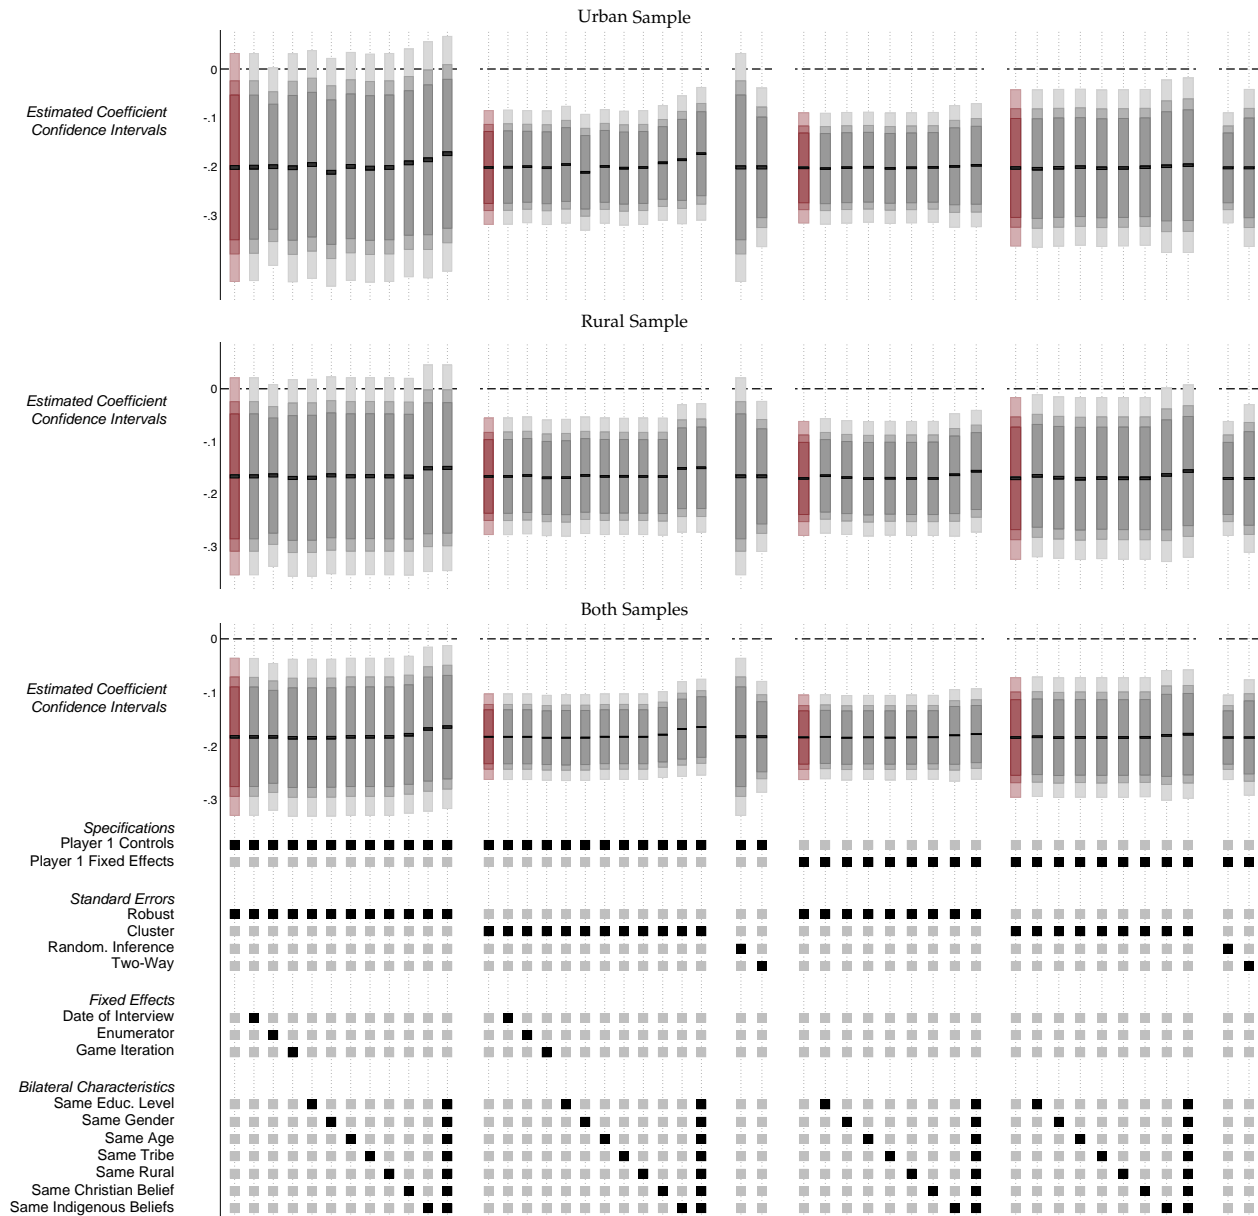 Urban Sample
0
-.1
-.2
-.3
Estimated Coefficient
Confidence Intervals
Rural Sample
0
-.1
-.2
-.3
Estimated Coefficient
Confidence Intervals
Both Samples
0
-.1
-.2
-.3
Estimated Coefficient
Confidence Intervals
Specifications
Player 1 Controls
Player 1 Fixed Effects
Standard Errors
Robust
Cluster
Random. Inference
Two-Way
Fixed Effects
Date of Interview
Enumerator
Game Iteration
Bilateral Characteristics
Same Educ. Level
Same Gender
Same Age
Same Tribe
Same Rural
Same Christian Belief
Same Indigenous Beliefs